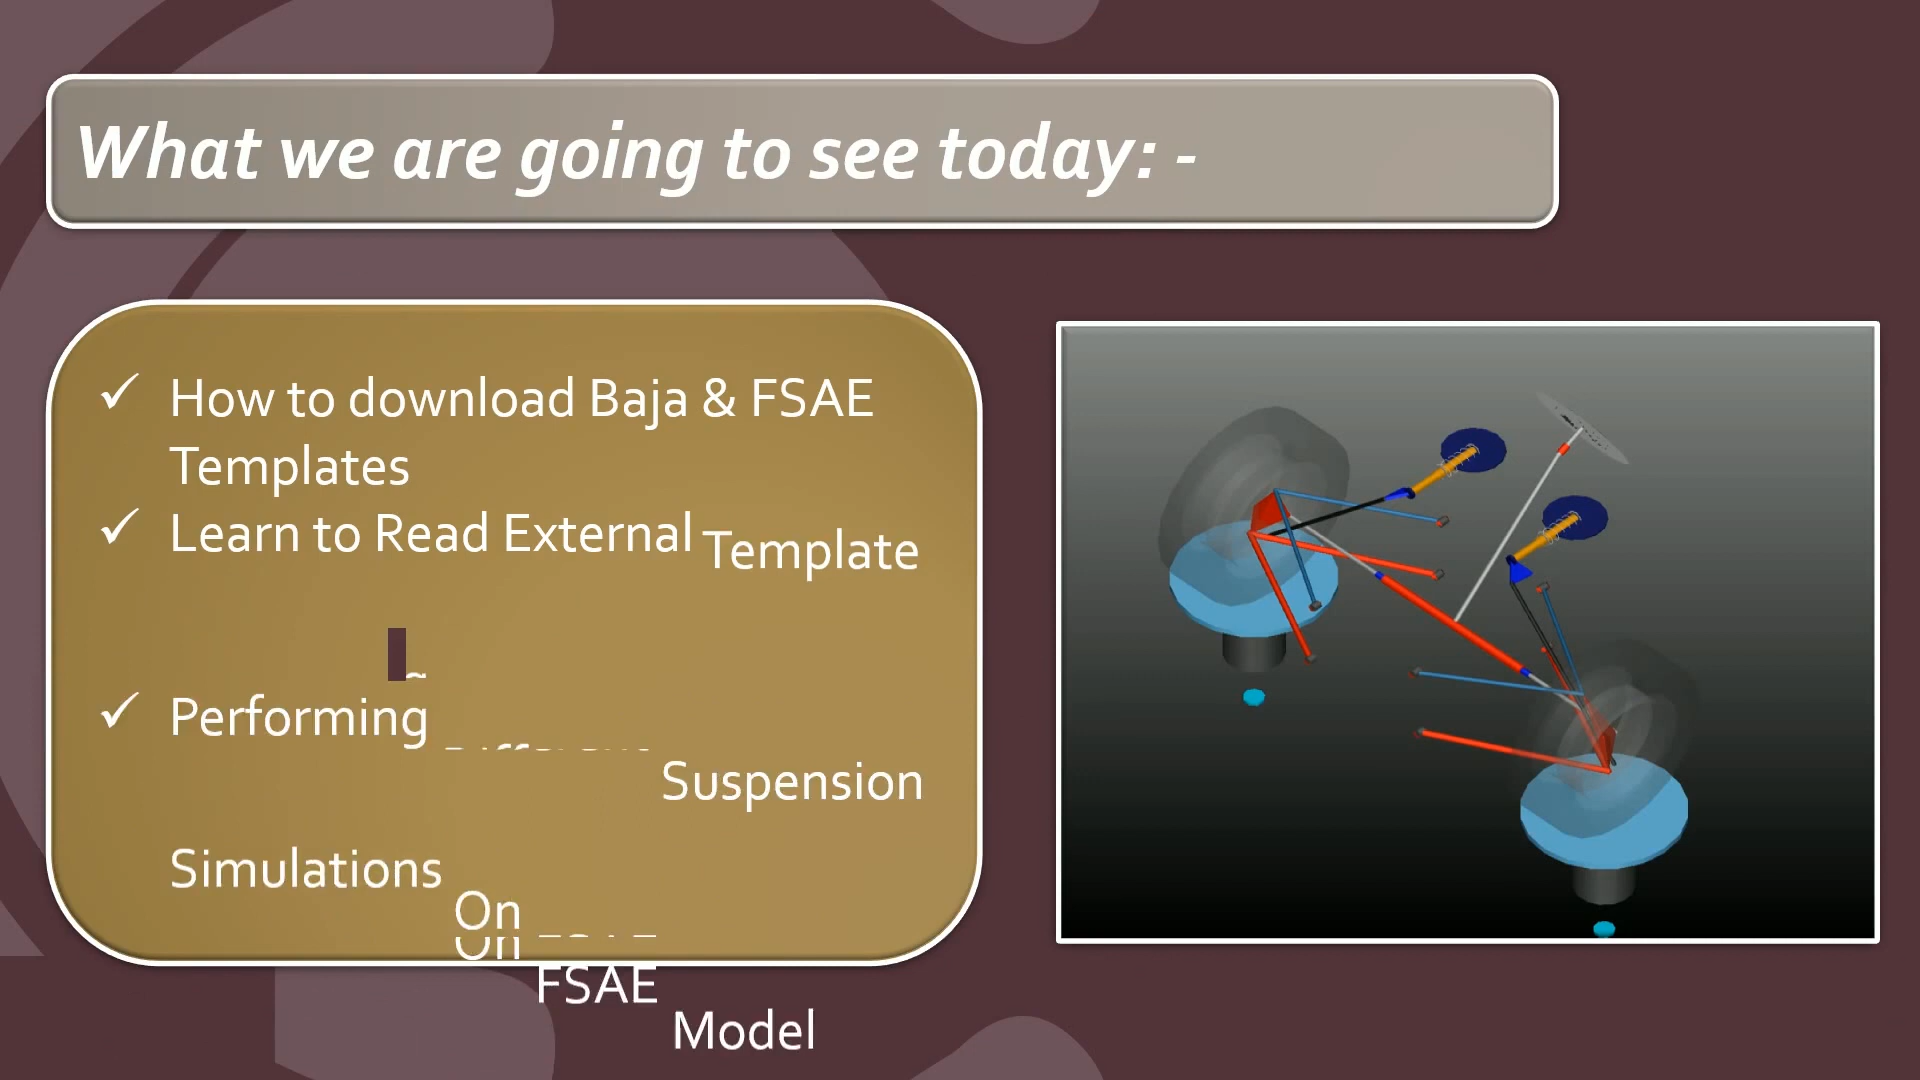 What we are going to see today: -
✓ How to download Baja & FSAE
Templates
✓ Learn to Read External Template
✓ Performing
Suspension
Simulations
On
FSAE
Model